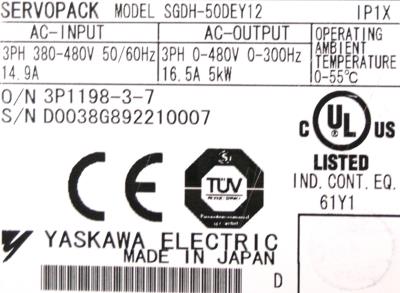 SERVOPACK MODEL SGDH-50DEY12 IP1X
AC-INPUT AC-OUTPUT OPERATING AMBIENT TEMPERATURE
3PH 380-480V 50/60Hz 3PH 0-480V 0-300Hz 0-55℃
14.9A 16.5A 5kW
O/N 3P1198-3-7
S/N D0038G892210007
C UL US
LISTED
IND. CONT. EQ.
61Y1
CE TÜV
YASKAWA ELECTRIC
MADE IN JAPAN
D